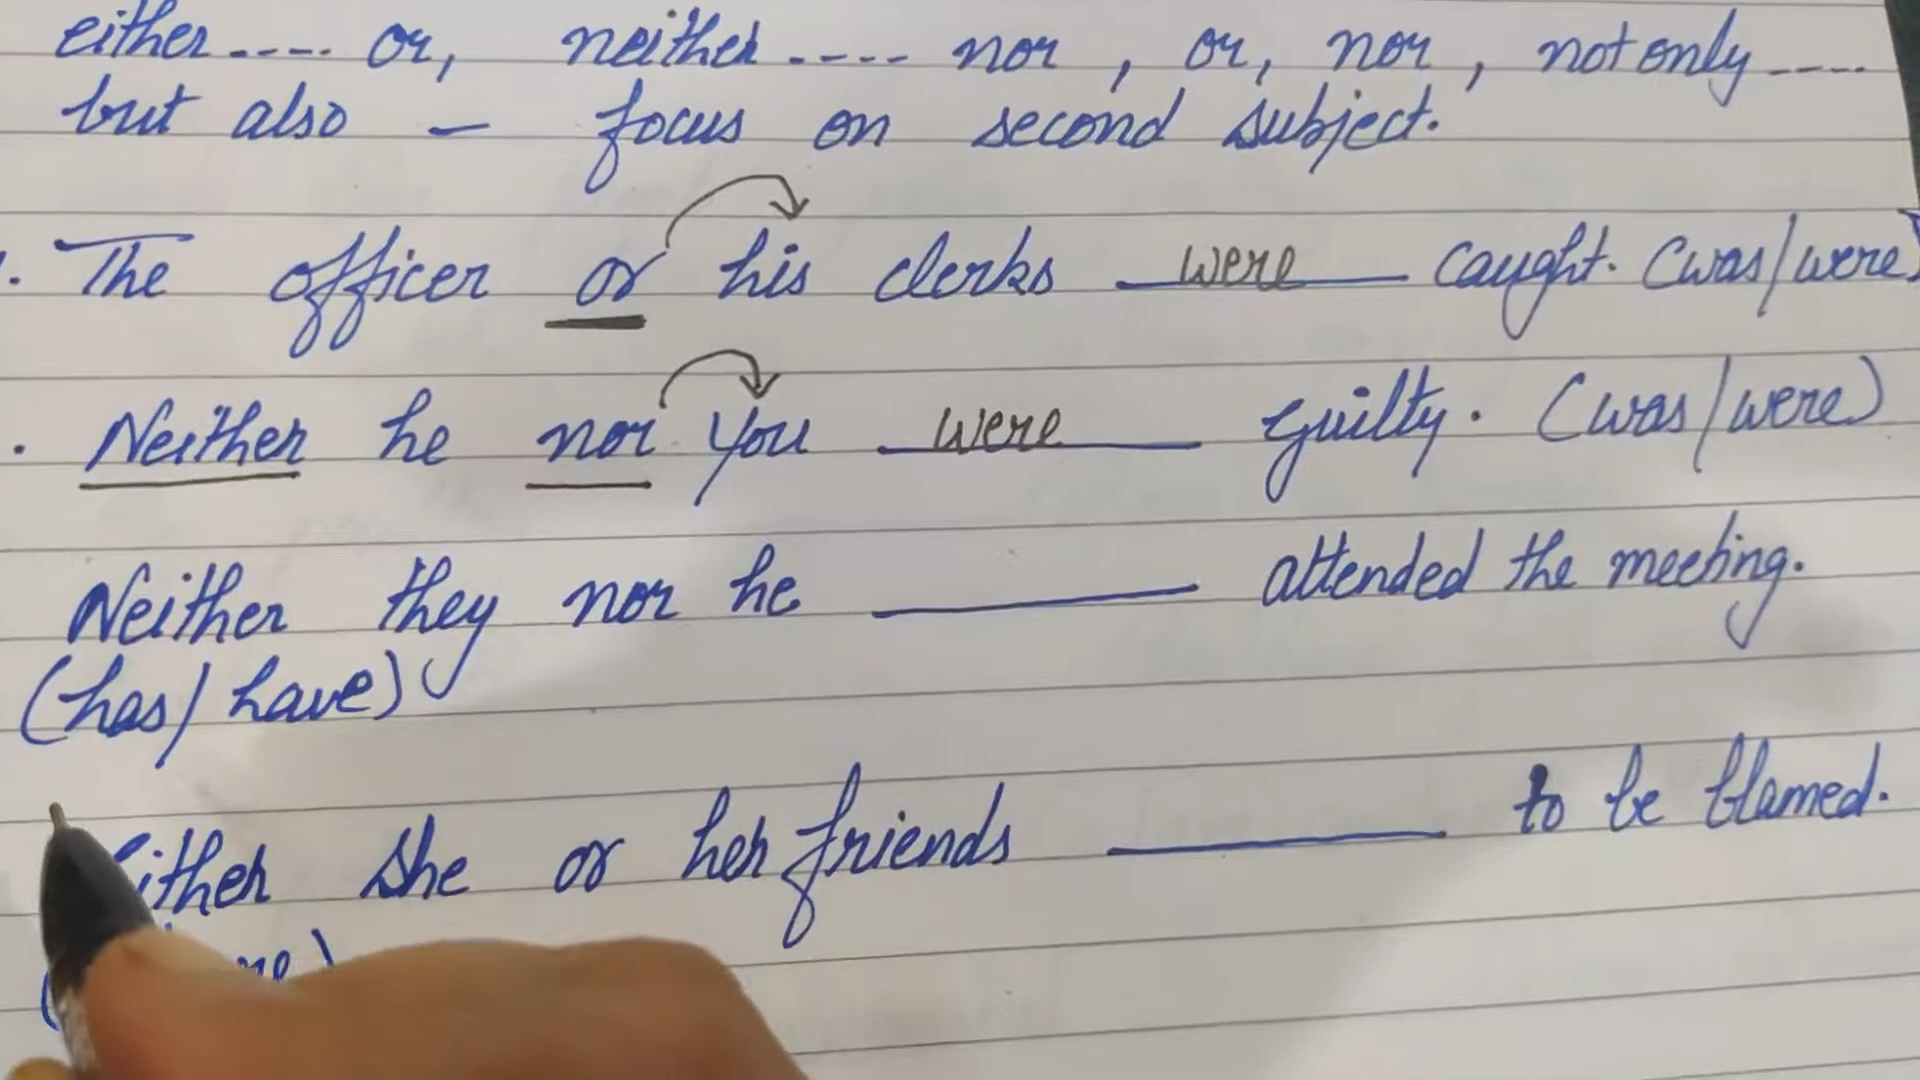 either.---- or, neither.---- nor, or, nor, not only----
but also - focus on second subject.
. The officer or his clerks were caught. (was/were)
. Neither he nor you were guilty. (was/were)
Neither they nor he ______ attended the meeting.
(has/have)
she or her friends ______ to be blamed.